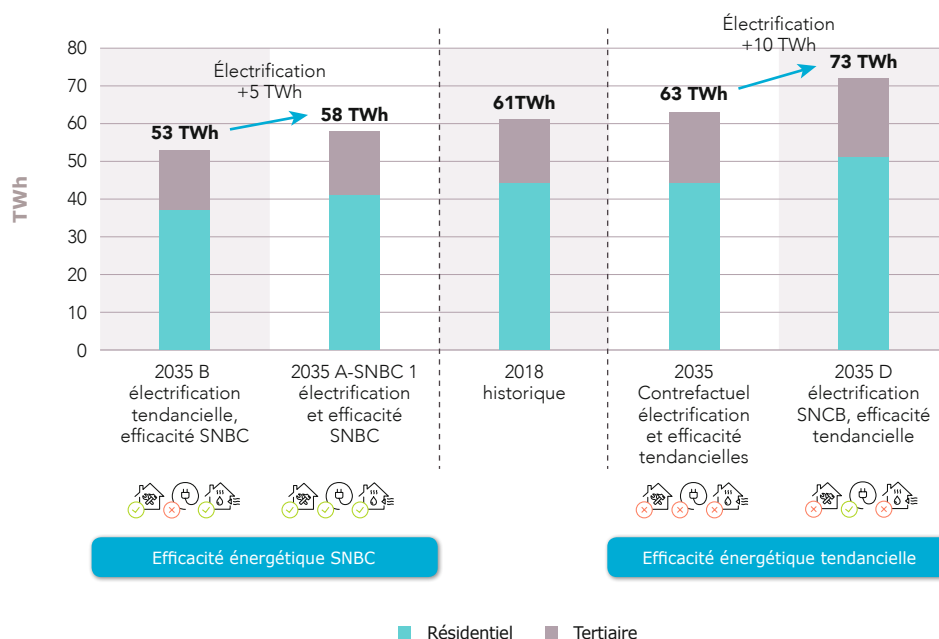 Électrification
+10 TWh
80
73 TWh
Électrification
+5 TWh
70
63 TWh
61TWh
58 TWh
60
53 TWh
50
TWh
40
30
20
10
0
2035 B
électrification
tendancielle,
efficacité SNBC
2035 A-SNBC 1
électrification
et efficacité
SNBC
2018
historique
2035
Contrefactuel
électrification
et efficacité
tendancielles
2035 D
électrification
SNCB, efficacité
tendancielle
Efficacité énergétique SNBC
Efficacité énergétique tendancielle
Résidentiel
Tertiaire